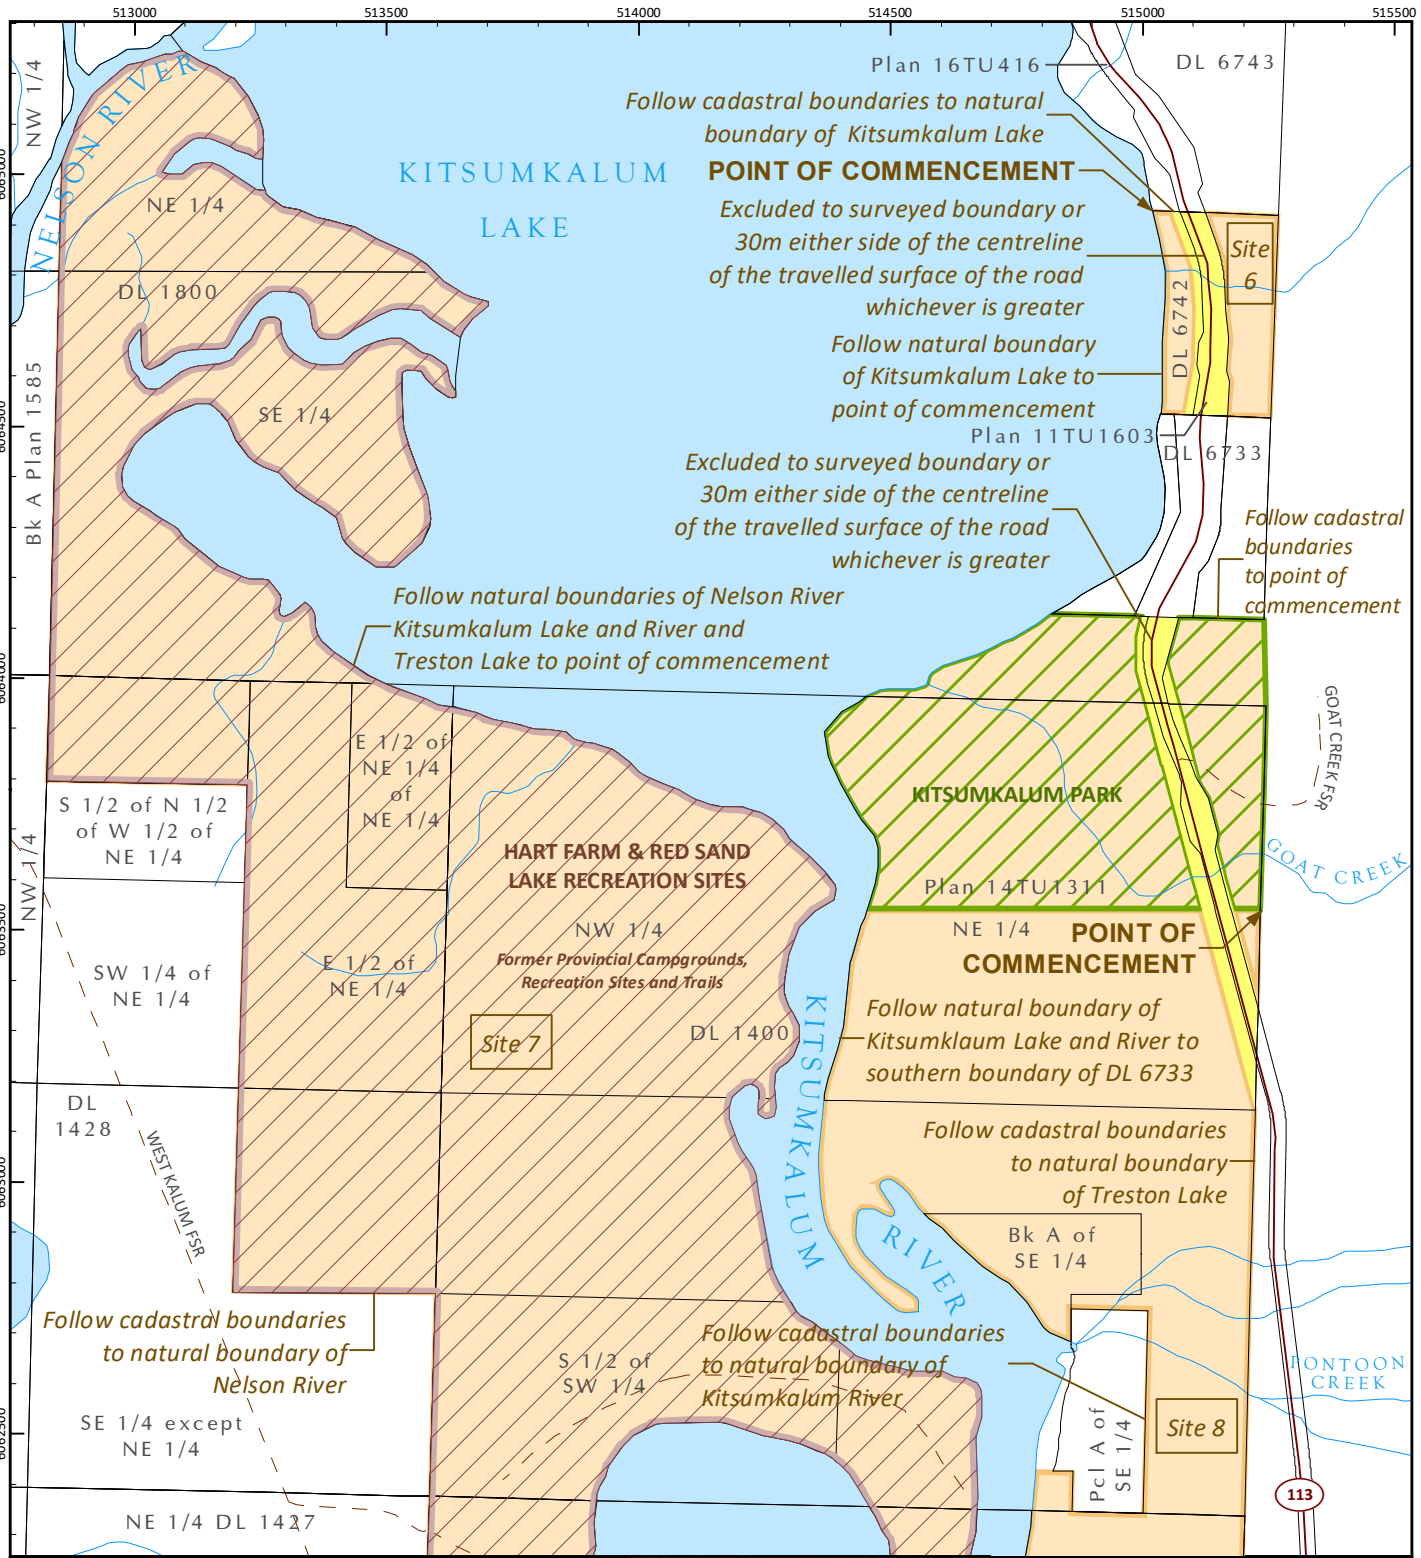 513000
513500
514000
514500
515000
515500
6085000
6084500
6084000
6083500
6083000
6082500
NW 1/4
NELSON RIVER
NE 1/4
DL 1800
SE 1/4
Bk A Plan 1585
KITSUMKALUM
LAKE
Plan 16TU416
DL 6743
Follow cadastral boundaries to natural
boundary of Kitsumkalum Lake
POINT OF COMMENCEMENT
Excluded to surveyed boundary or
30m either side of the centreline
of the travelled surface of the road
whichever is greater
Site
6
DL 6742
Follow natural boundary
of Kitsumkalum Lake to
point of commencement
Plan 11TU1603
DL 6733
Excluded to surveyed boundary or
30m either side of the centreline
of the travelled surface of the road
whichever is greater
Follow cadastral
boundaries
to point of
commencement
Follow natural boundaries of Nelson River
Kitsumkalum Lake and River and
Treston Lake to point of commencement
GOAT CREEK FSR
E 1/2 of
NE 1/4
of
NE 1/4
S 1/2 of N 1/2
of W 1/2 of
NE 1/4
NW 1/4
KITSUMKALUM PARK
GOAT CREEK
HART FARM & RED SAND
LAKE RECREATION SITES
Plan 14TU1311
NW 1/4
Former Provincial Campgrounds,
Recreation Sites and Trails
NE 1/4
POINT OF
COMMENCEMENT
SW 1/4 of
NE 1/4
E 1/2 of
NE 1/4
Site 7
DL 1400
KITSUMKALUM
RIVER
Follow natural boundary of
Kitsumklaum Lake and River to
southern boundary of DL 6733
DL
1428
WEST KALUM FSR
Follow cadastral boundaries
to natural boundary
of Treston Lake
Bk A of
SE 1/4
Follow cadastral boundaries
to natural boundary of
Nelson River
Follow cadastral boundaries
to natural boundary of
Kitsumkalum River
S 1/2 of
SW 1/4
PONTOON
CREEK
SE 1/4 except
NE 1/4
Pcl A of
SE 1/4
Site 8
113
NE 1/4 DL 1427